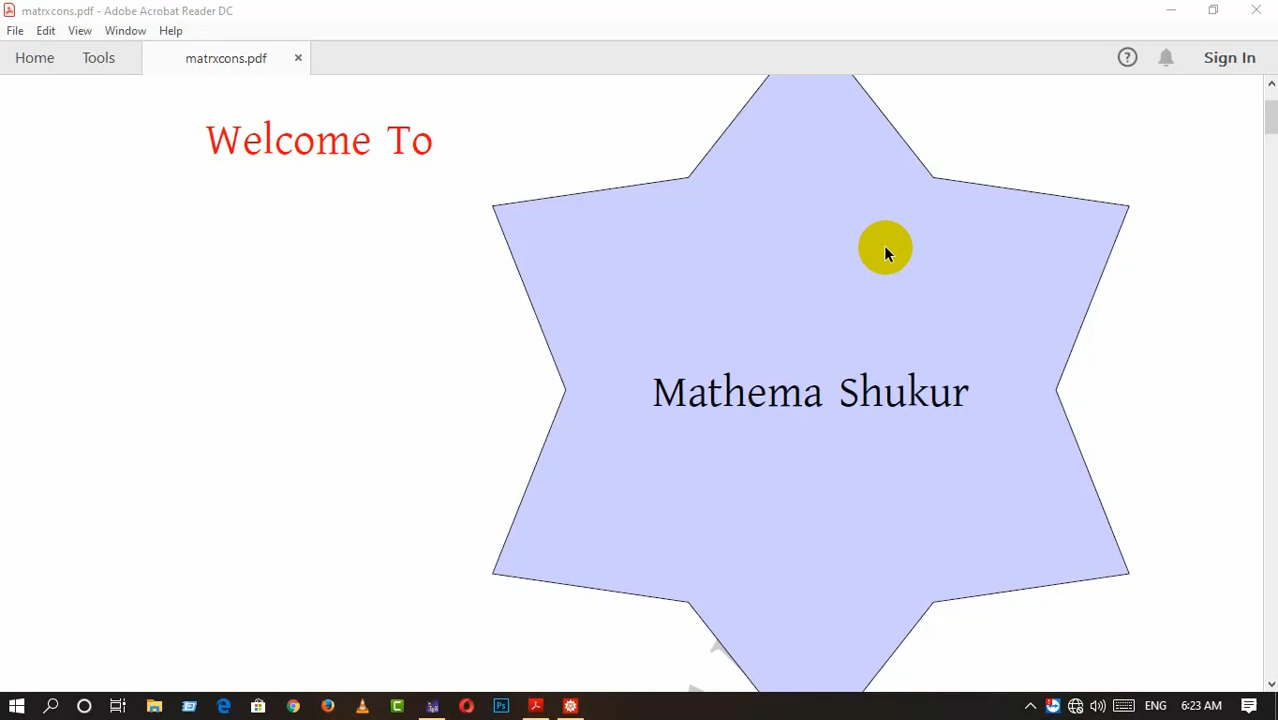 matrxcons.pdf - Adobe Acrobat Reader DC
File Edit View Window Help
Home Tools matrxcons.pdf × ? Sign In
Welcome To
Mathema Shukur
ENG 6:23 AM